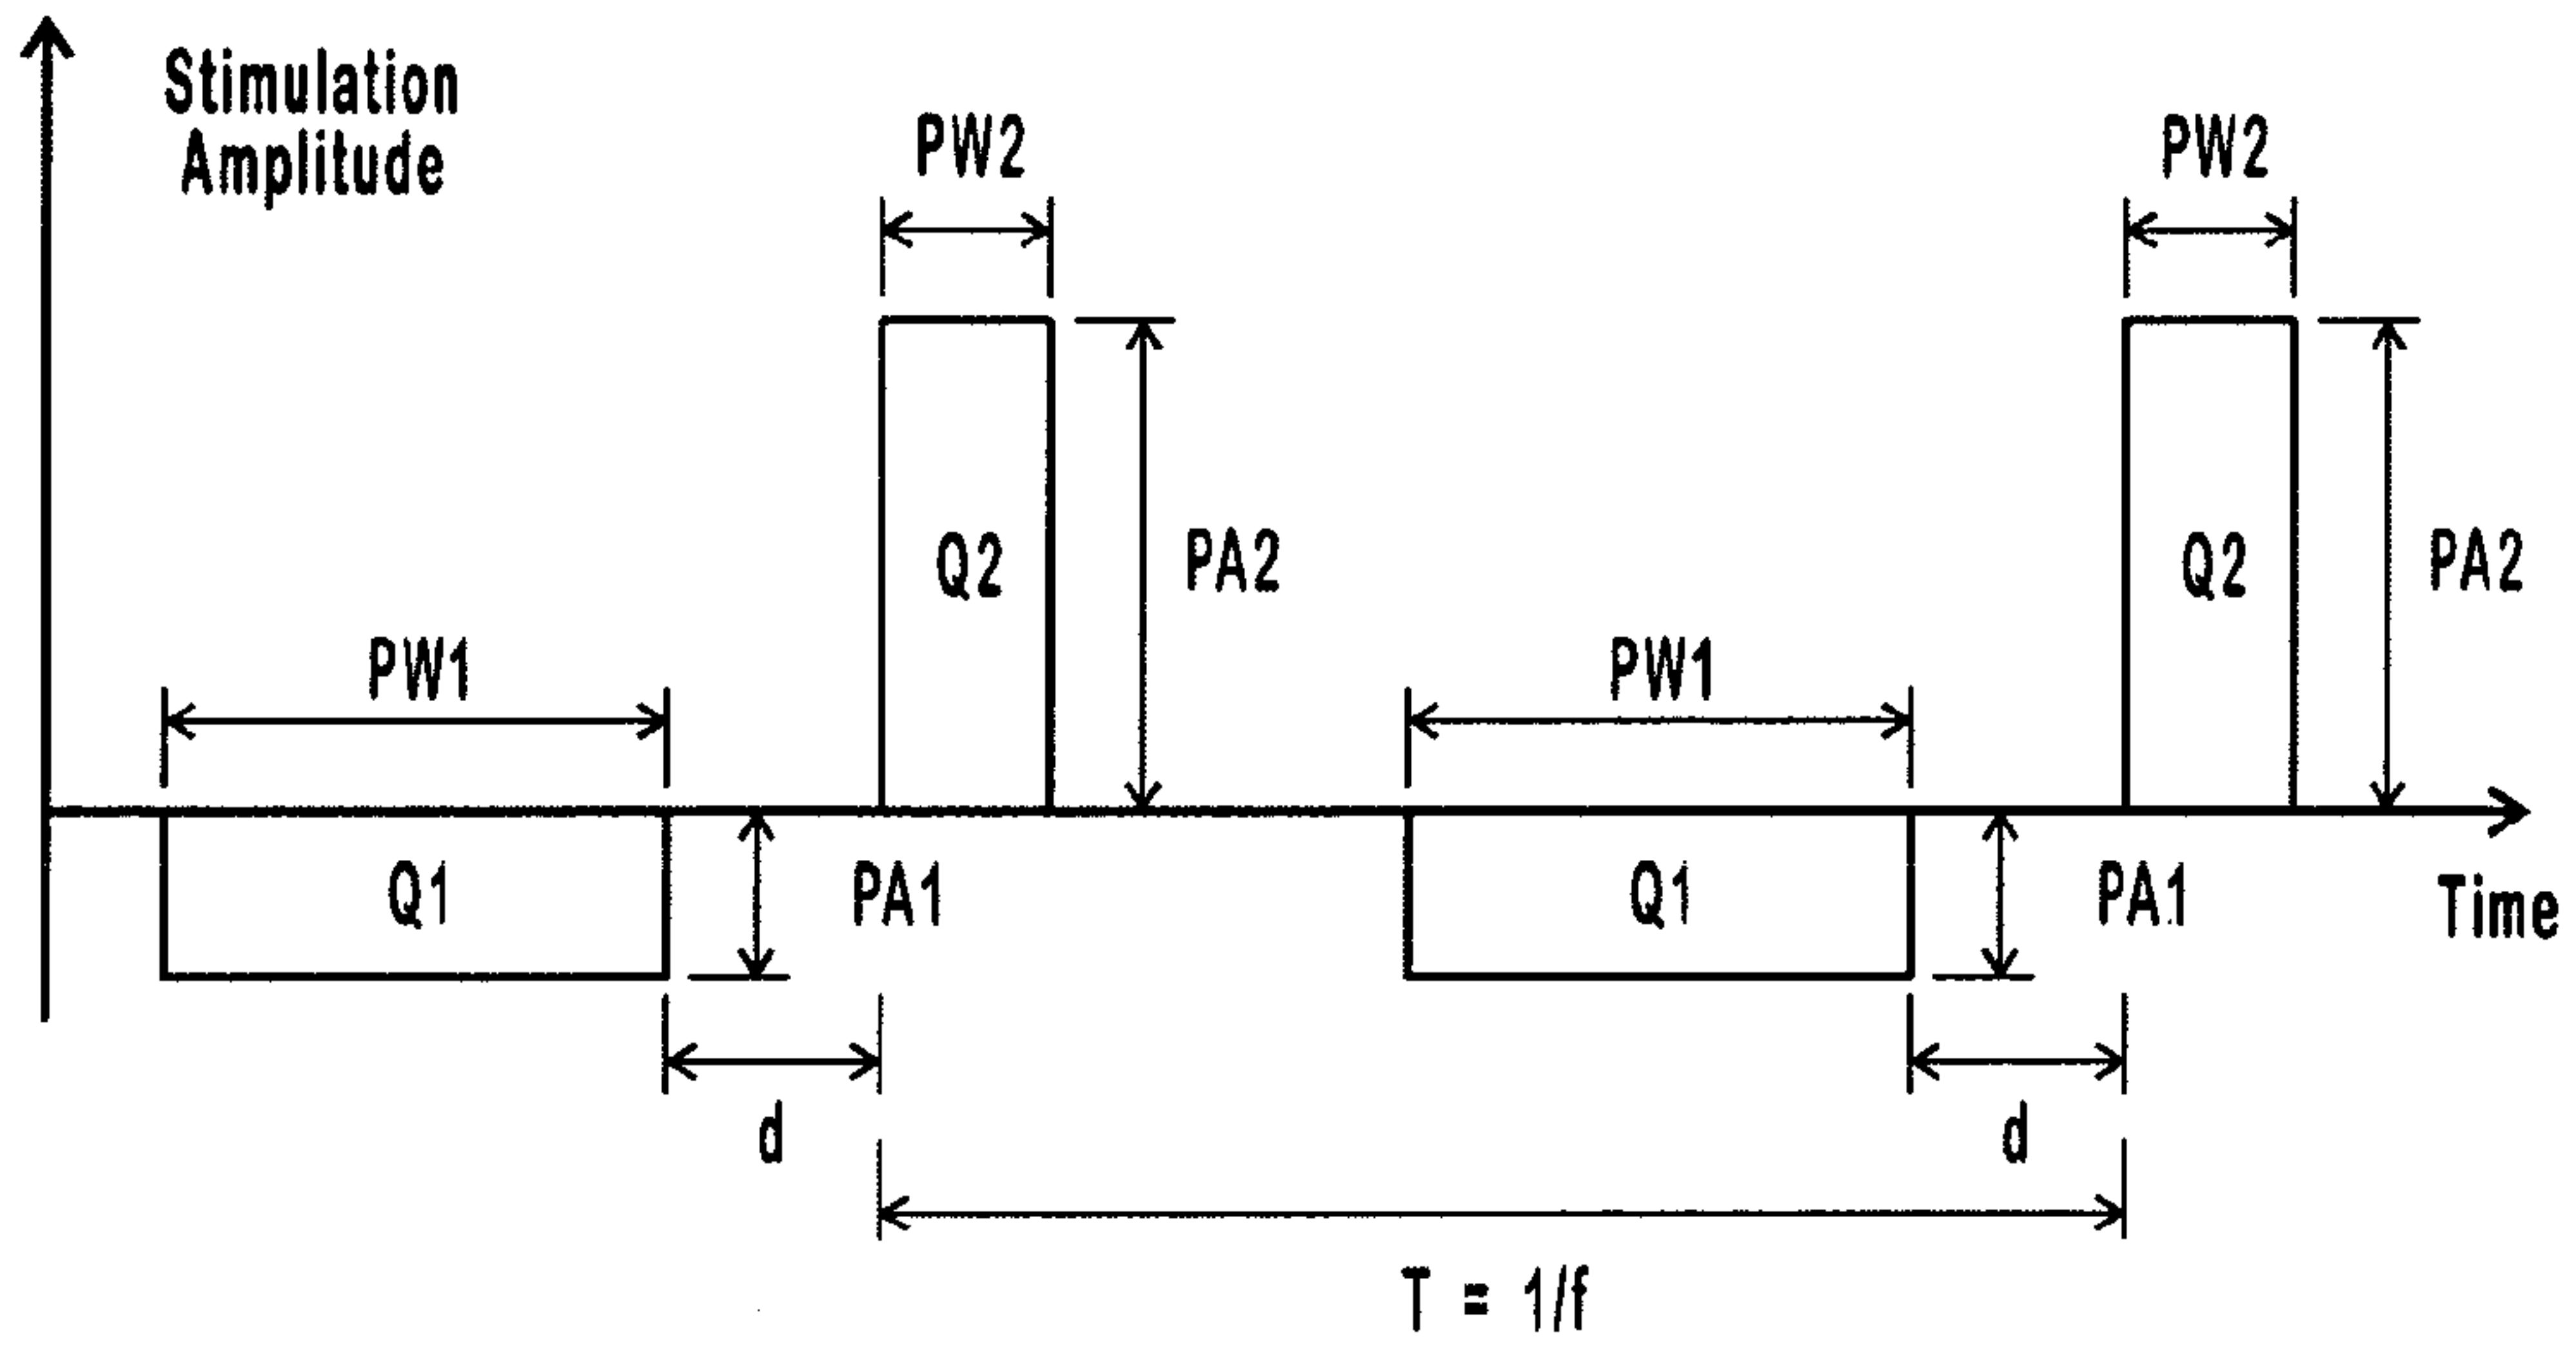 Stimulation
Amplitude
PW2
PW2
Q2
PA2
Q2
PA2
PW1
PW1
Q1
PA1
Q1
PA1
Time
d
d
T = 1/f